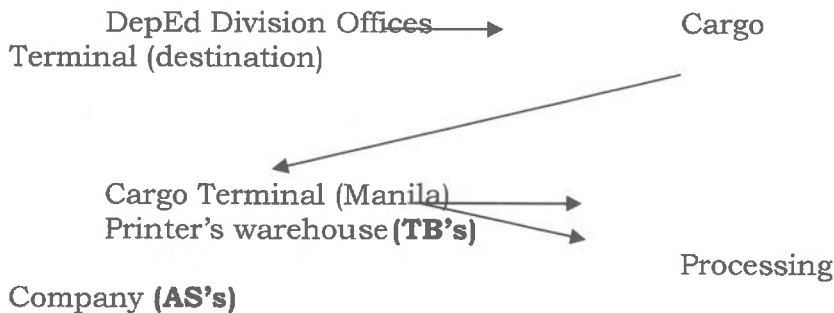 DepEd Division Offices Cargo
Terminal (destination)
Cargo Terminal (Manila)
Printer's warehouse (TB's)
Processing
Company (AS's)